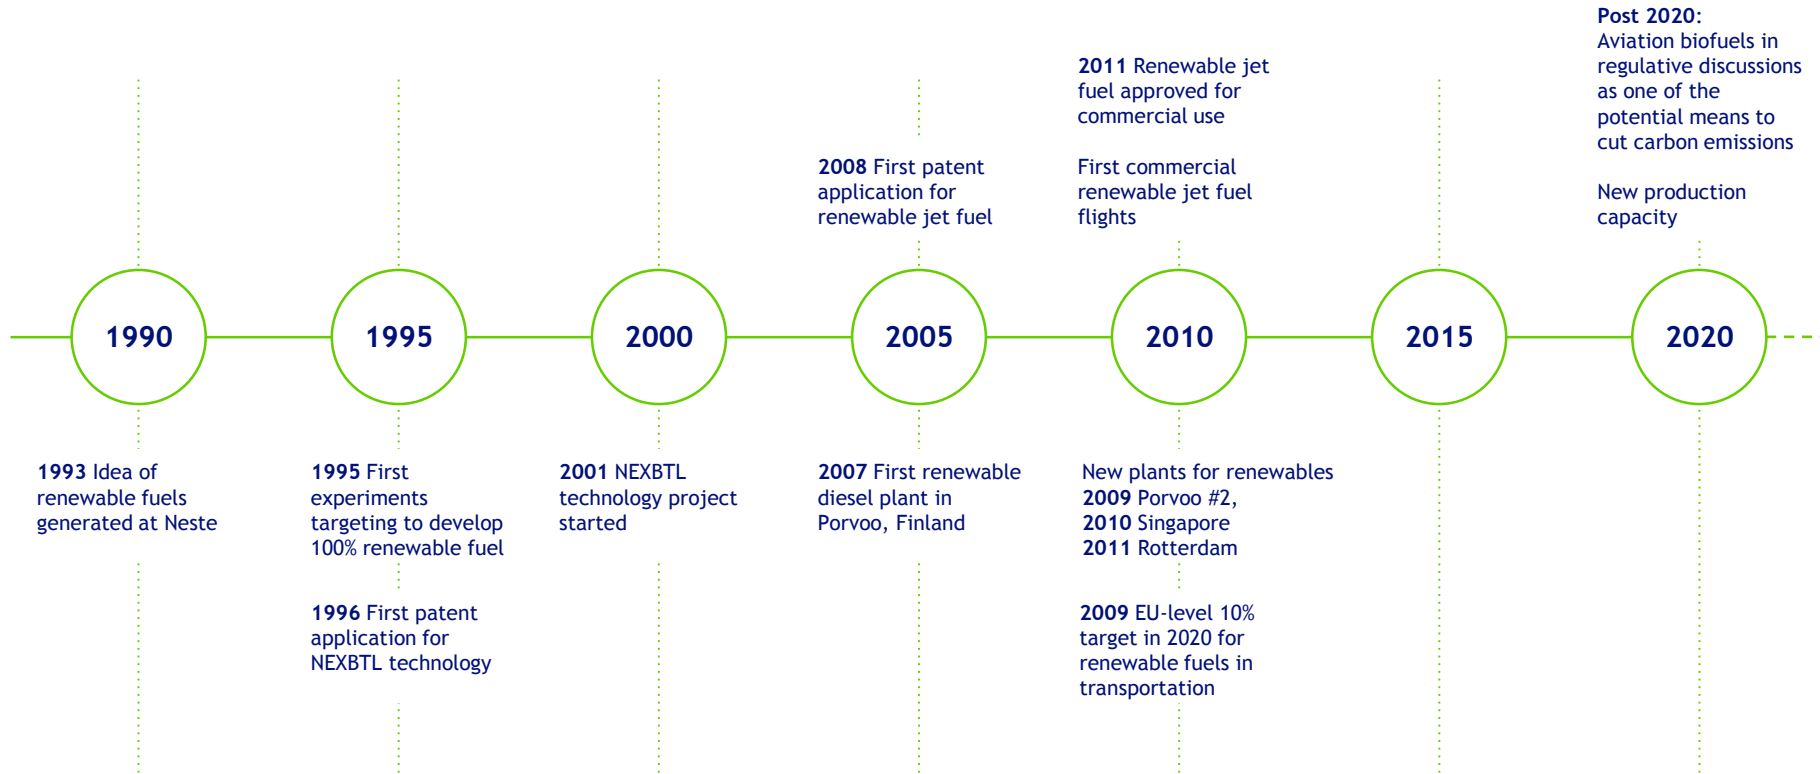 Post 2020:
Aviation biofuels in
regulative discussions
as one of the
potential means to
cut carbon emissions
New production
capacity
2011 Renewable jet
fuel approved for
commercial use
First commercial
renewable jet fuel
flights
2008 First patent
application for
renewable jet fuel
1990
1995
2000
2005
2010
2015
2020
1993 Idea of
renewable fuels
generated at Neste
1995 First
experiments
targeting to develop
100% renewable fuel
1996 First patent
application for
NEXBTL technology
2001 NEXBTL
technology project
started
2007 First renewable
diesel plant in
Porvoo, Finland
New plants for renewables
2009 Porvoo #2,
2010 Singapore
2011 Rotterdam
2009 EU-level 10%
target in 2020 for
renewable fuels in
transportation